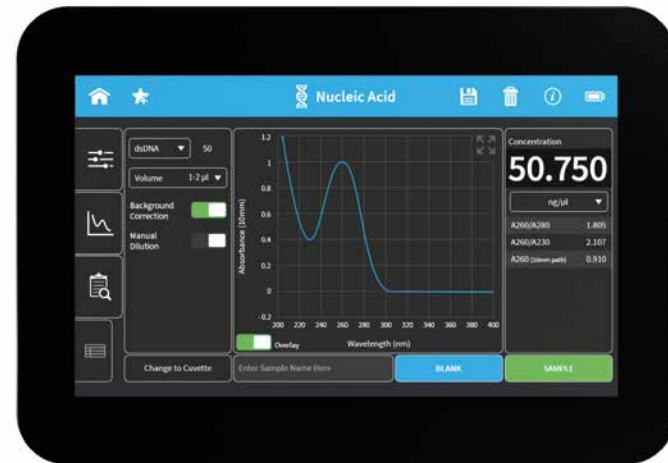 Nucleic Acid
dsDNA 50
Volume 1-2 µl
Background
Correction
Manual
Dilution
Absorbance (10mm)
1.2
1
0.8
0.6
0.4
0.2
0
-0.2
200 220 240 260 280 300 320 340 360 380 400
Overlay
Wavelength (nm)
Concentration
50.750
ng/µl
A260/A280 1.805
A260/A230 2.107
A260 (10mm path) 0.910
Change to Cuvette
Enter Sample Name Here
BLANK
SAMPLE